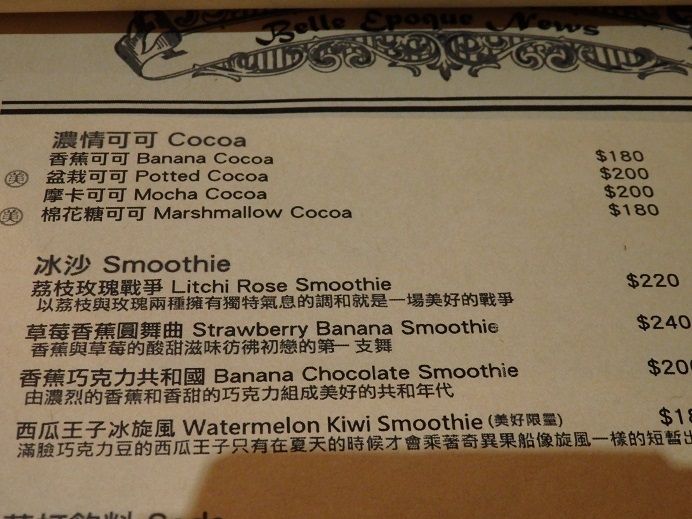 Belle Epoque News
濃情可可 Cocoa
香蕉可可 Banana Cocoa $180
美 盆栽可可 Potted Cocoa $200
摩卡可可 Mocha Cocoa $200
美 棉花糖可可 Marshmallow Cocoa $180
冰沙 Smoothie
荔枝玫瑰戰爭 Litchi Rose Smoothie $220
以荔枝與玫瑰兩種擁有獨特氣息的調和就是一場美好的戰爭
草莓香蕉圓舞曲 Strawberry Banana Smoothie $240
香蕉與草莓的酸甜滋味彷彿初戀的第一支舞
香蕉巧克力共和國 Banana Chocolate Smoothie $200
由濃烈的香蕉和香甜的巧克力組成美好的共和年代
西瓜王子冰旋風 Watermelon Kiwi Smoothie (美好限量) $18
滿臉巧克力豆的西瓜王子只有在夏天的時候才會乘著奇異果船像旋風一樣的短暫出